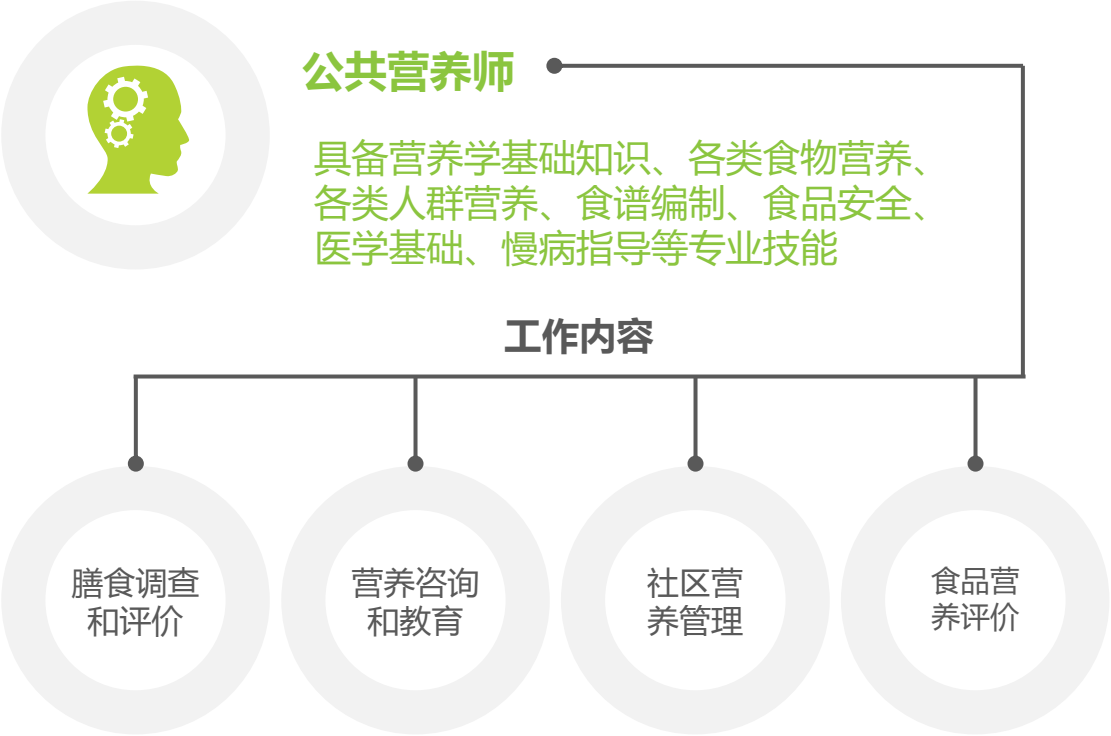 公共营养师
具备营养学基础知识、各类食物营养、
各类人群营养、食谱编制、食品安全、
医学基础、慢病指导等专业技能
工作内容
膳食调查
和评价
营养咨询
和教育
社区营
养管理
食品营
养评价